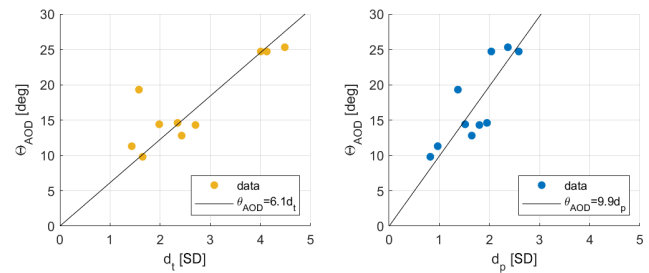 30
25
20
15
10
5
0
Θ_AOD [deg]
data
θ_AOD=6.1d_t
0 1 2 3 4 5
d_t [SD]
30
25
20
15
10
5
0
Θ_AOD [deg]
data
θ_AOD=9.9d_p
0 1 2 3 4 5
d_p [SD]